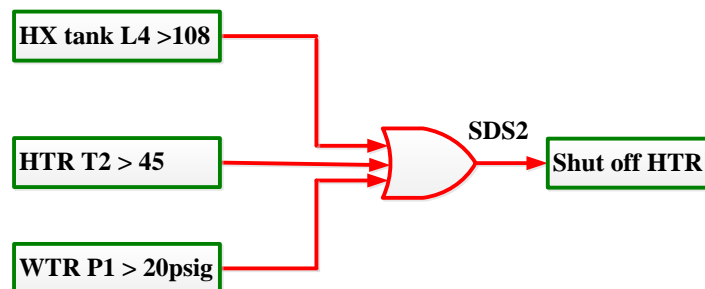 HX tank L4 >108
SDS2
HTR T2 > 45
Shut off HTR
WTR P1 > 20psig